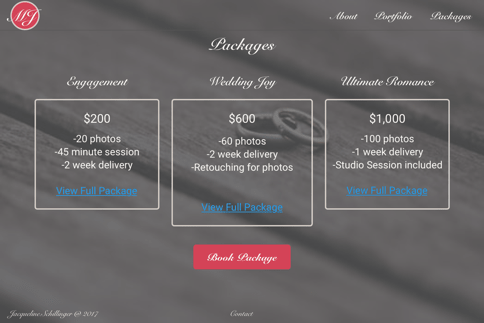 MJ
About Portfolio Packages
Packages
Engagement
$200
-20 photos
-45 minute session
-2 week delivery
View Full Package
Wedding Joy
$600
-60 photos
-2 week delivery
-Retouching for photos
View Full Package
Ultimate Romance
$1,000
-100 photos
-1 week delivery
-Studio Session included
View Full Package
Book Package
Jacqueline Schillinger @ 2017
Contact